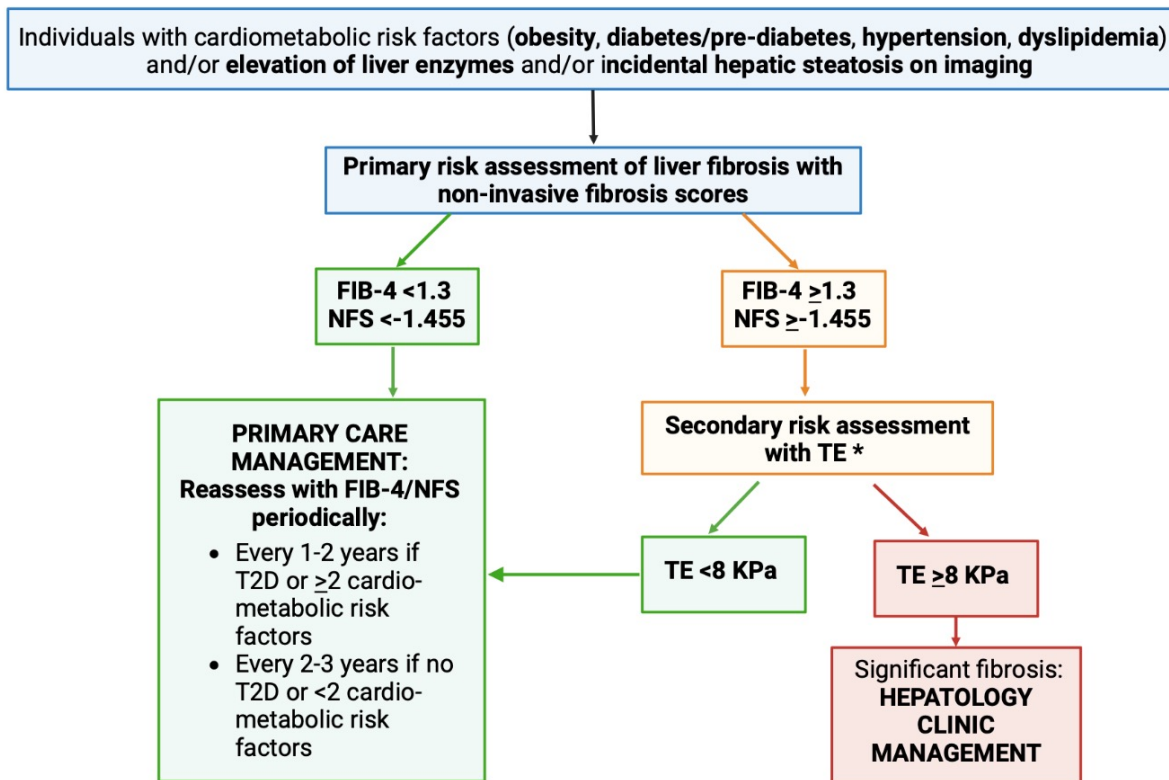 Individuals with cardiometabolic risk factors (obesity, diabetes/pre-diabetes, hypertension, dyslipidemia)
and/or elevation of liver enzymes and/or incidental hepatic steatosis on imaging
Primary risk assessment of liver fibrosis with
non-invasive fibrosis scores
FIB-4 <1.3
NFS <-1.455
FIB-4 ≥1.3
NFS ≥-1.455
PRIMARY CARE
MANAGEMENT:
Reassess with FIB-4/NFS
periodically:
• Every 1-2 years if
T2D or ≥2 cardio-
metabolic risk
factors
• Every 2-3 years if no
T2D or <2 cardio-
metabolic risk
factors
Secondary risk assessment
with TE *
TE <8 KPa
TE ≥8 KPa
Significant fibrosis:
HEPATOLOGY
CLINIC
MANAGEMENT